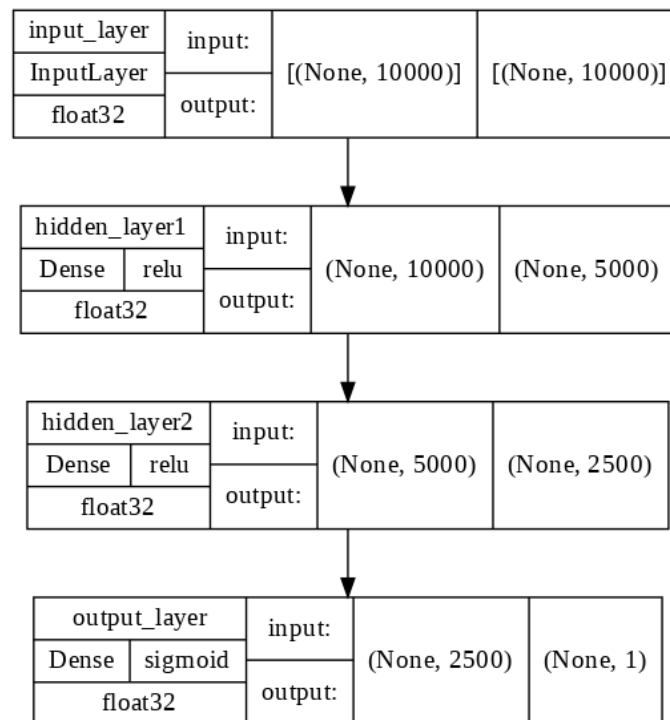 input_layer
InputLayer
float32
input:
output:
[(None, 10000)]
[(None, 10000)]
hidden_layer1
Dense
relu
float32
input:
output:
(None, 10000)
(None, 5000)
hidden_layer2
Dense
relu
float32
input:
output:
(None, 5000)
(None, 2500)
output_layer
Dense
sigmoid
float32
input:
output:
(None, 2500)
(None, 1)